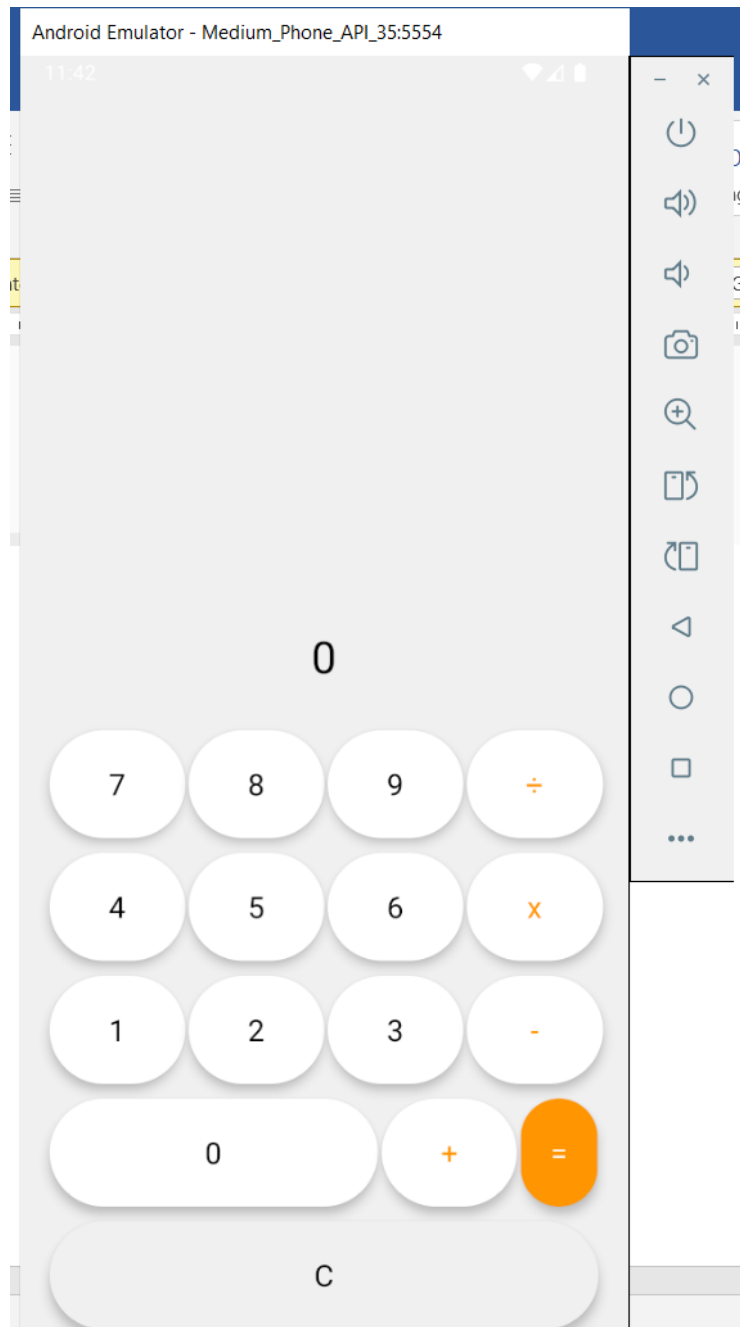 Android Emulator - Medium_Phone_API_35:5554
11:42
0
7 8 9 ÷
4 5 6 x
1 2 3 -
0 + =
C